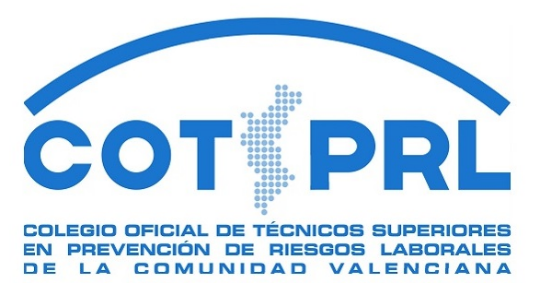 COT PRL
COLEGIO OFICIAL DE TÉCNICOS SUPERIORES
EN PREVENCIÓN DE RIESGOS LABORALES
DE LA COMUNIDAD VALENCIANA